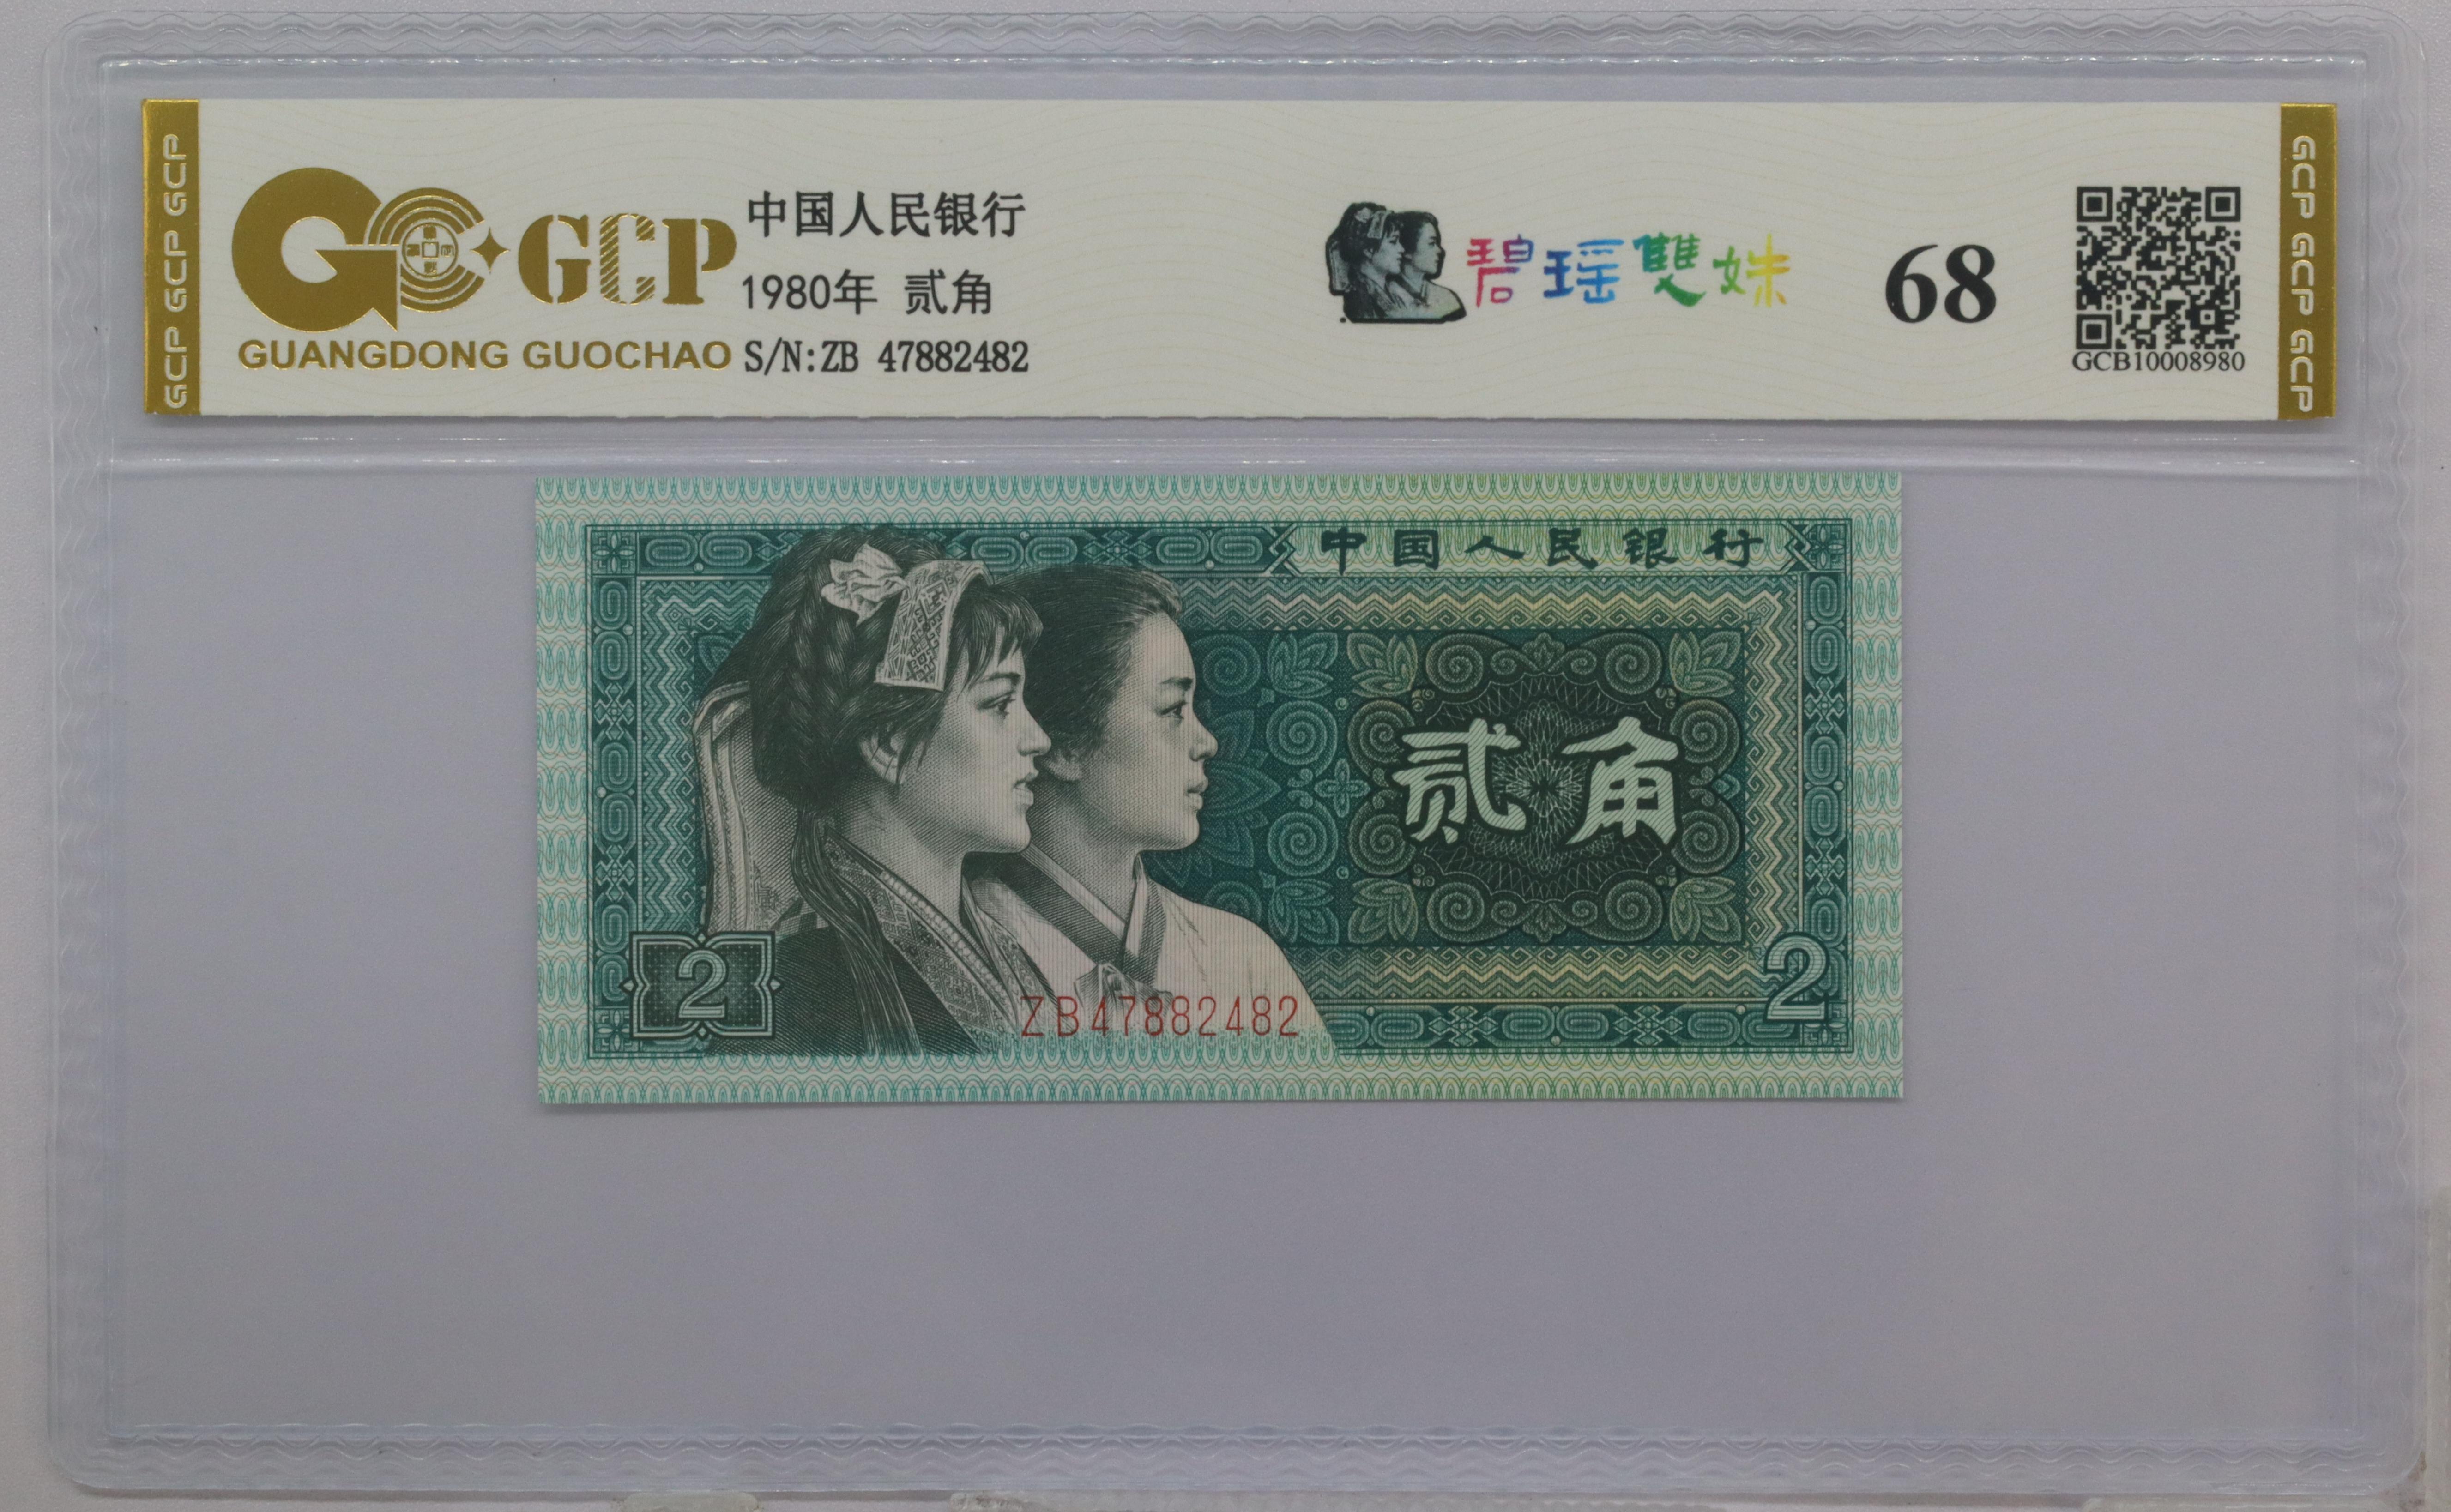 GCP GCP GCP
GCP
GUANGDONG GUOCHAO
中国人民银行
1980年 贰角
S/N:ZB 47882482
碧瑶雙妹
68
GCB10008980
GCP GCP GCP
中国人民银行
贰角
2
ZB47882482
2